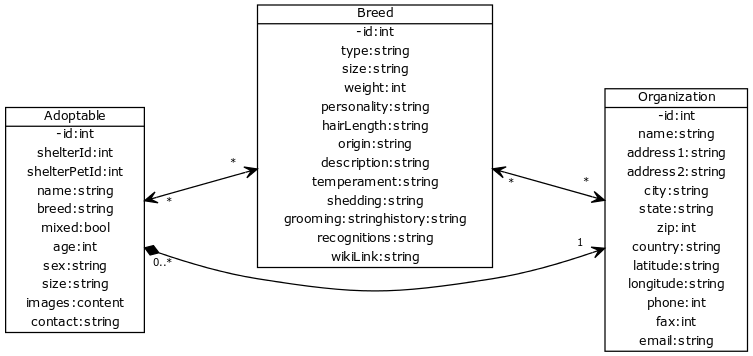 Breed
-id:int
type:string
size:string
weight:int
personality:string
hairLength:string
origin:string
description:string
temperament:string
shedding:string
grooming:stringhistory:string
recognitions:string
wikiLink:string
Adoptable
-id:int
shelterId:int
shelterPetId:int
name:string
breed:string
mixed:bool
age:int
sex:string
size:string
images:content
contact:string
Organization
-id:int
name:string
address1:string
address2:string
city:string
state:string
zip:int
country:string
latitude:string
longitude:string
phone:int
fax:int
email:string
*
*
*
*
0..*
1